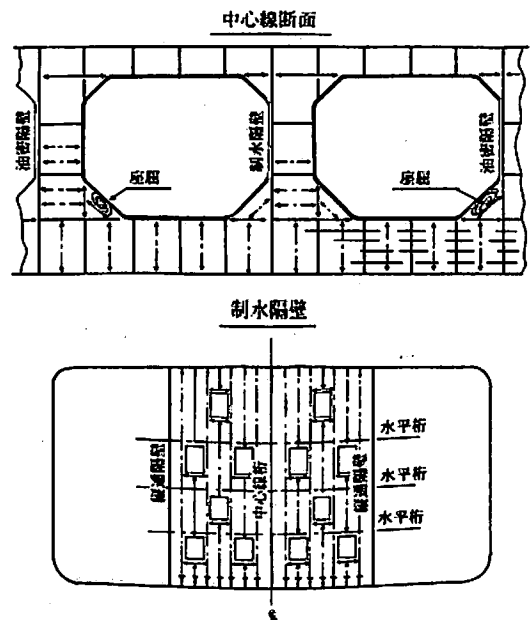 中心線断面
油密隔壁
制水隔壁
油密隔壁
座屈
座屈
制水隔壁
水平桁
縦通隔壁
中心線桁
縦通隔壁
水平桁
水平桁